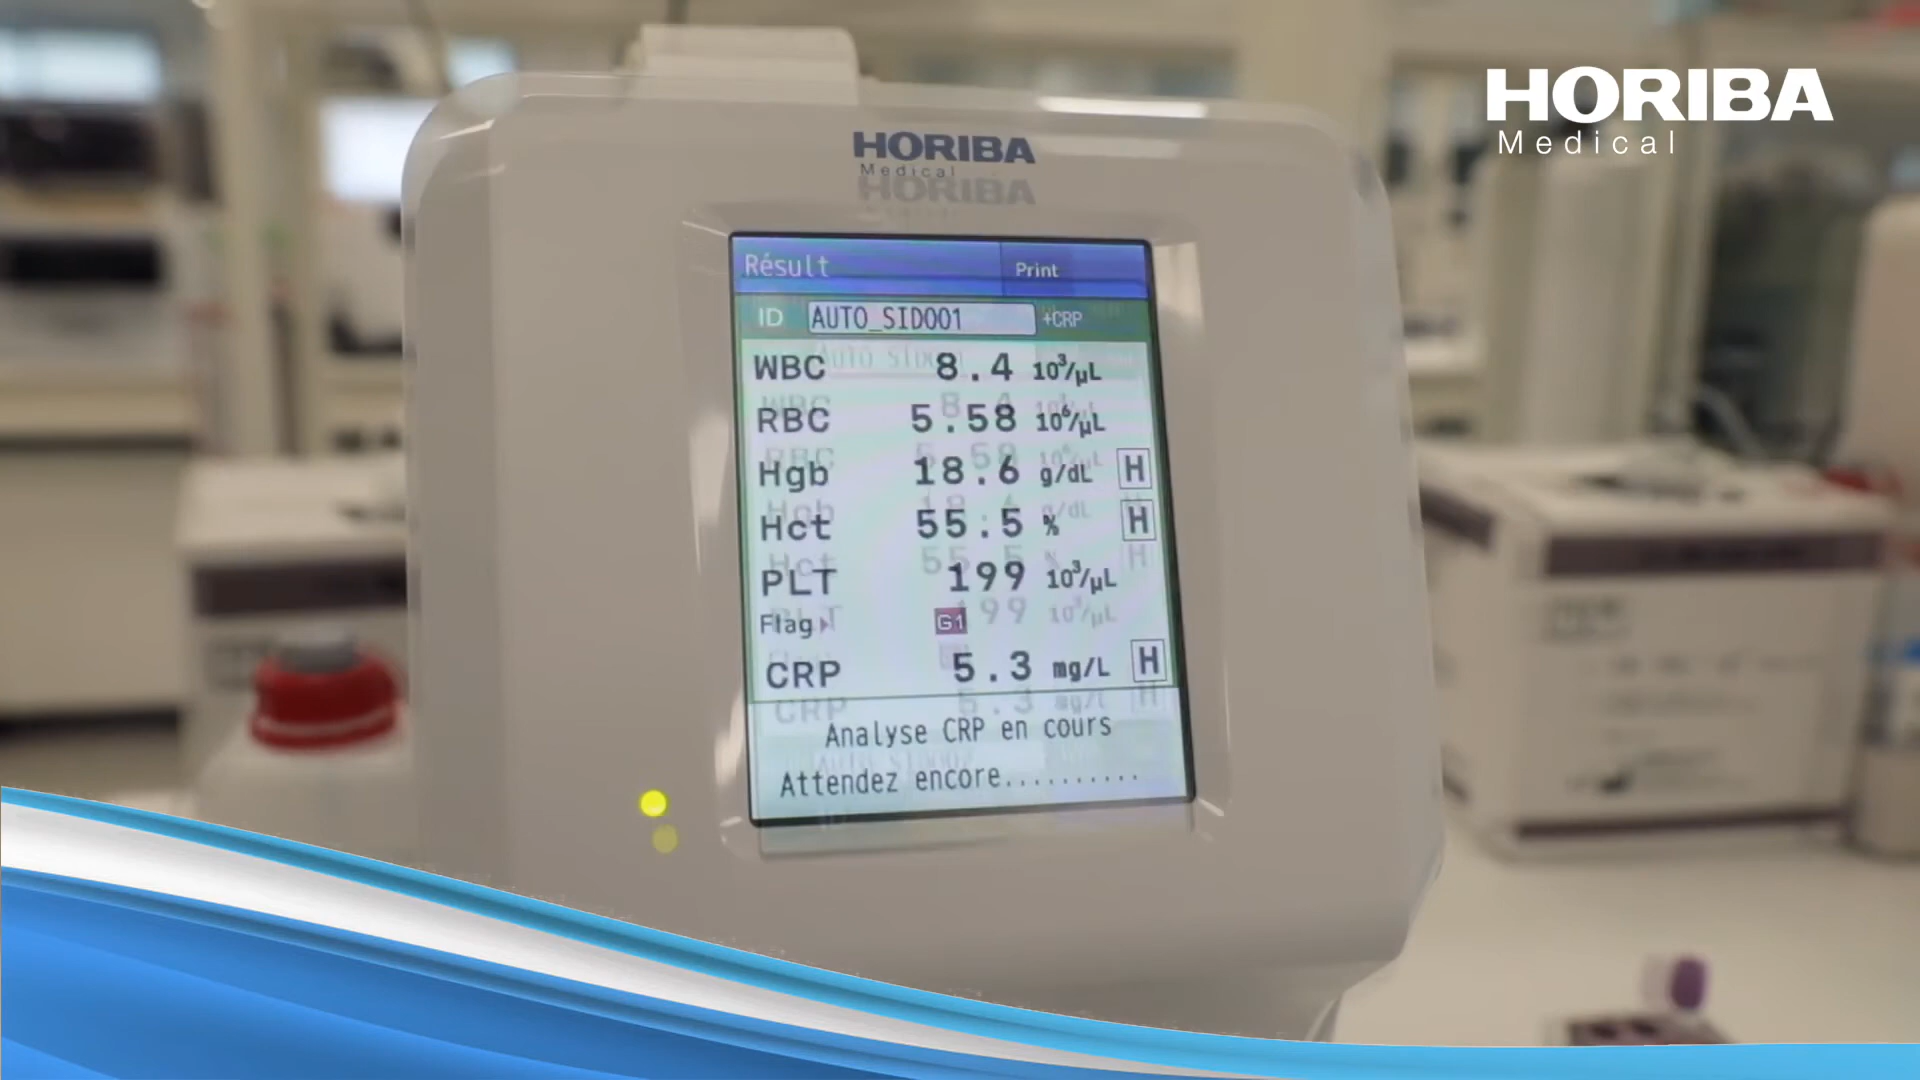 HORIBA
Medical
HORIBA
Medical
HORIBA
Résult Print
ID AUTO_SID001 +CRP
WBC 8.4 10³/µL
RBC 5.58 10⁶/µL
Hgb 18.6 g/dL H
Hct 55.5 % H
PLT 199 10³/µL
Flag G1
CRP 5.3 mg/L H
Analyse CRP en cours
Attendez encore..........